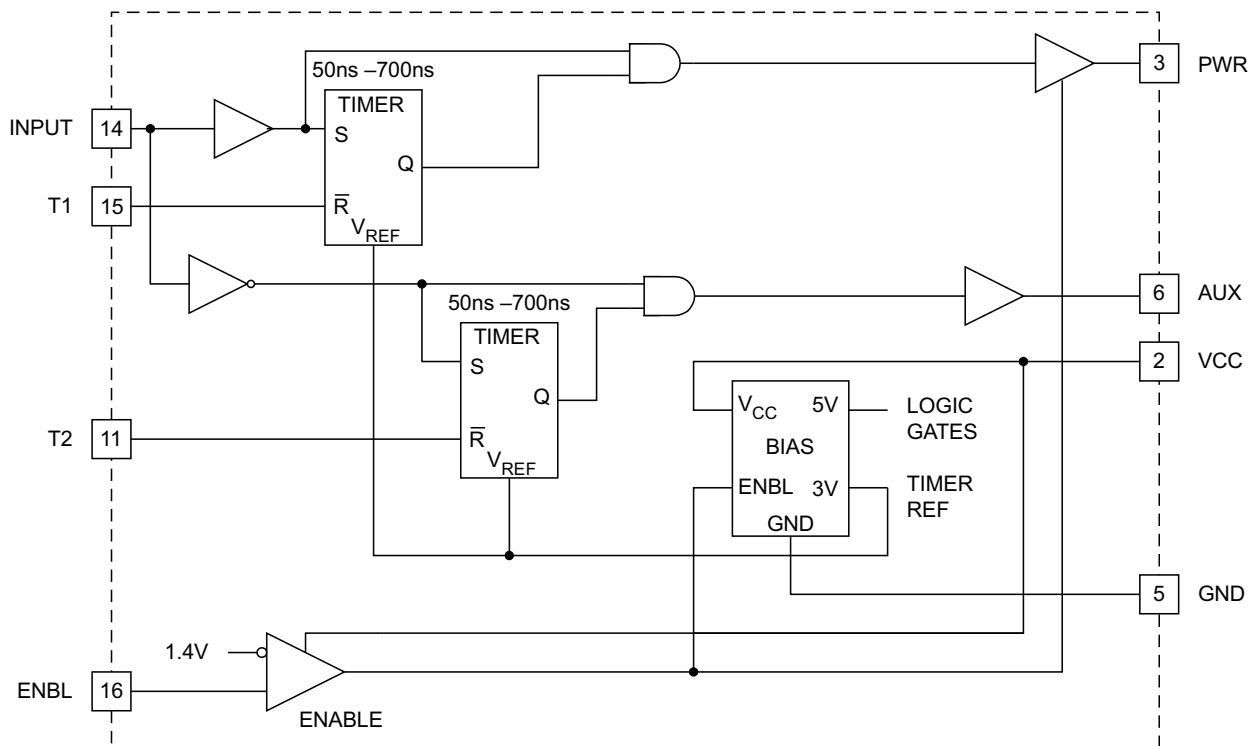 50ns –700ns
TIMER
S
Q
R
VREF
INPUT
14
T1
15
50ns –700ns
TIMER
S
Q
R
VREF
T2
11
VCC
5V
BIAS
ENBL
3V
GND
LOGIC
GATES
TIMER
REF
1.4V
ENABLE
ENBL
16
3
PWR
6
AUX
2
VCC
5
GND